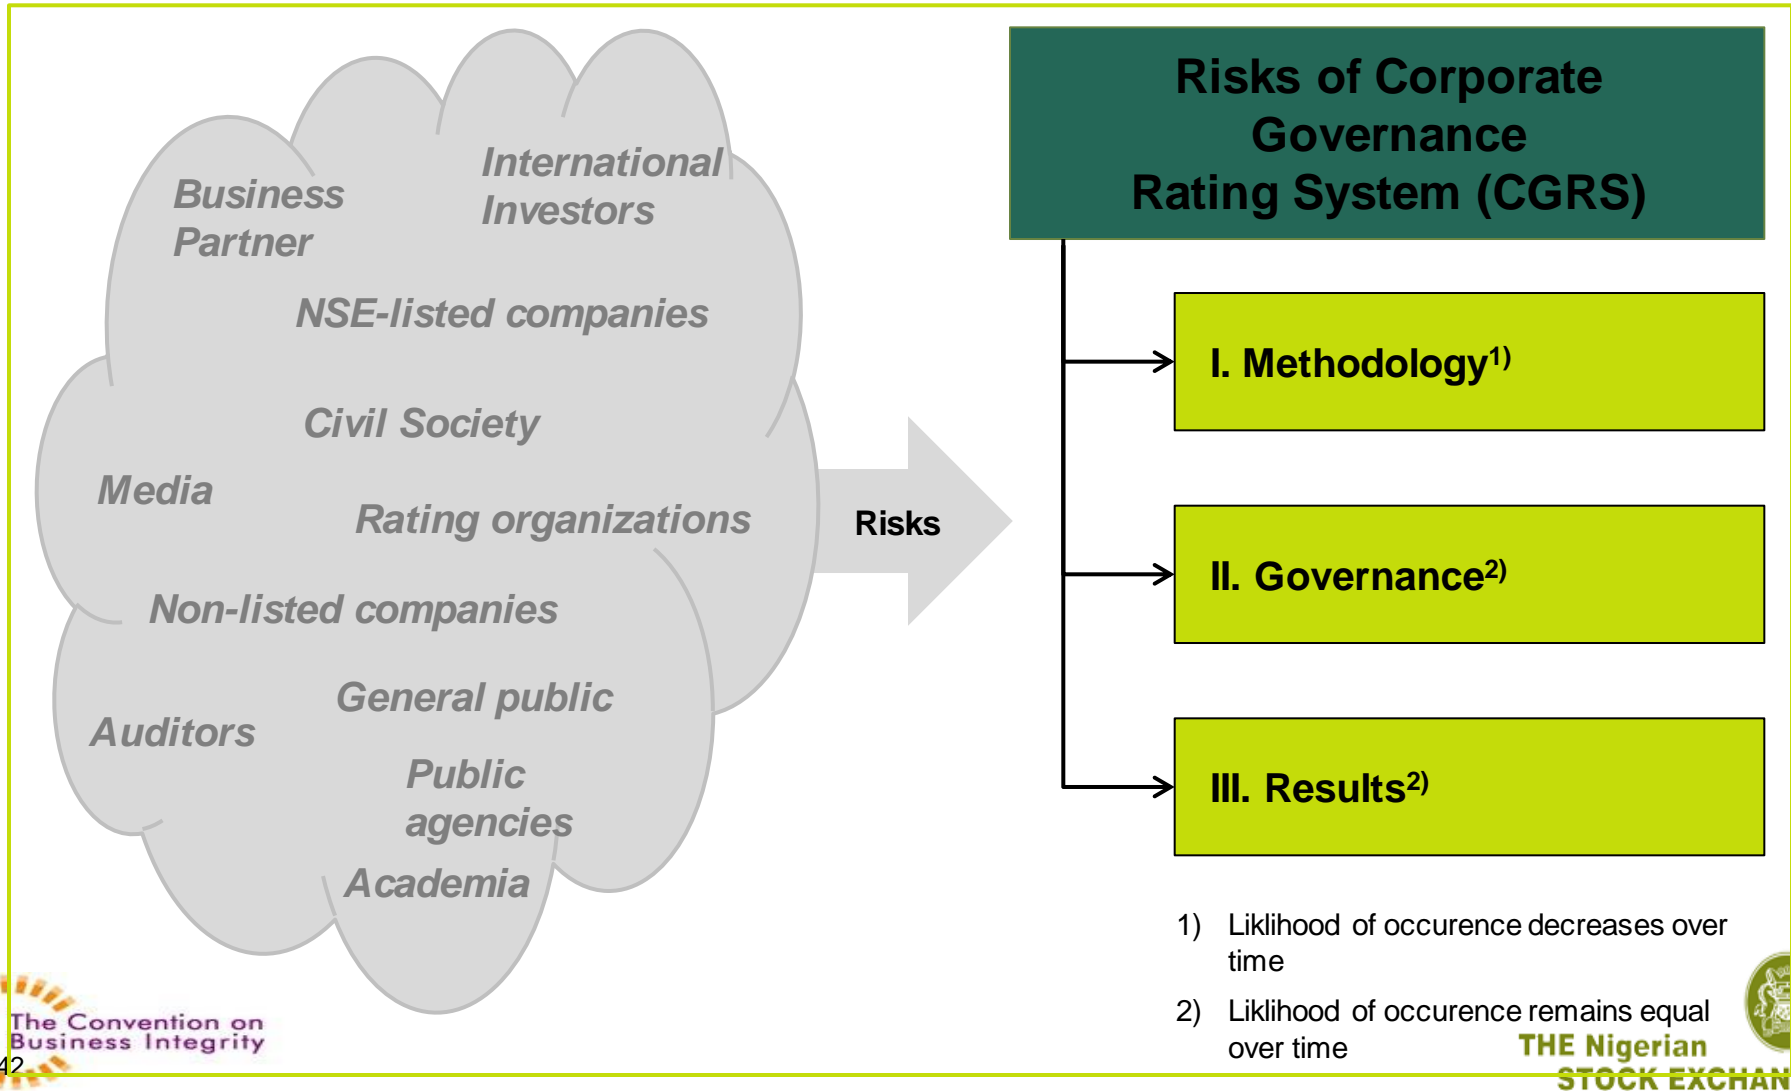 Business
Partner
International
Investors
NSE-listed companies
Civil Society
Media
Rating organizations
Non-listed companies
General public
Auditors
Public
agencies
Academia
Risks
Risks of Corporate
Governance
Rating System (CGRS)
I. Methodology1)
II. Governance2)
III. Results2)
1) Liklihood of occurence decreases over
time
2) Liklihood of occurence remains equal
over time
The Convention on
Business Integrity
42
THE Nigerian
STOCK EXCHAN